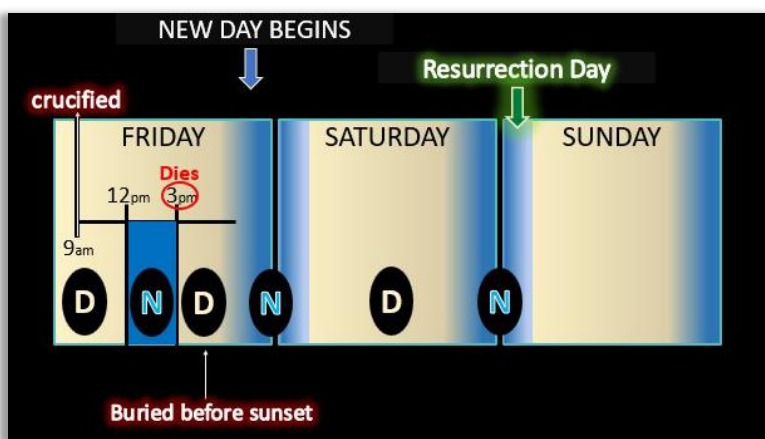 NEW DAY BEGINS
Resurrection Day
crucified
FRIDAY
SATURDAY
SUNDAY
Dies
12pm
3pm
9am
D
N
D
N
D
N
Buried before sunset